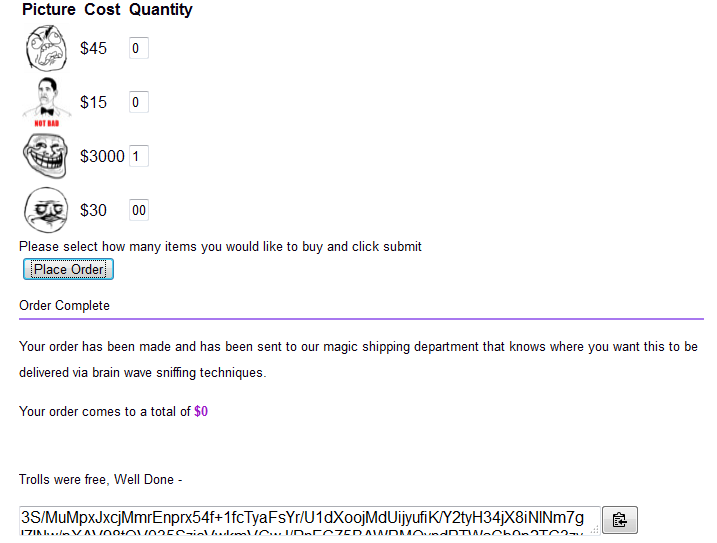 Picture Cost Quantity
$45 0
$15 0
NOT BAD
$3000 1
$30 00
Please select how many items you would like to buy and click submit
Place Order
Order Complete
Your order has been made and has been sent to our magic shipping department that knows where you want this to be
delivered via brain wave sniffing techniques.
Your order comes to a total of $0
Trolls were free, Well Done -
3S/MuMpxJxcjMmrEnprx54f+1fcTyaFsYr/U1dXoojMdUijyufiK/Y2tyH34jX8iNlNm7g